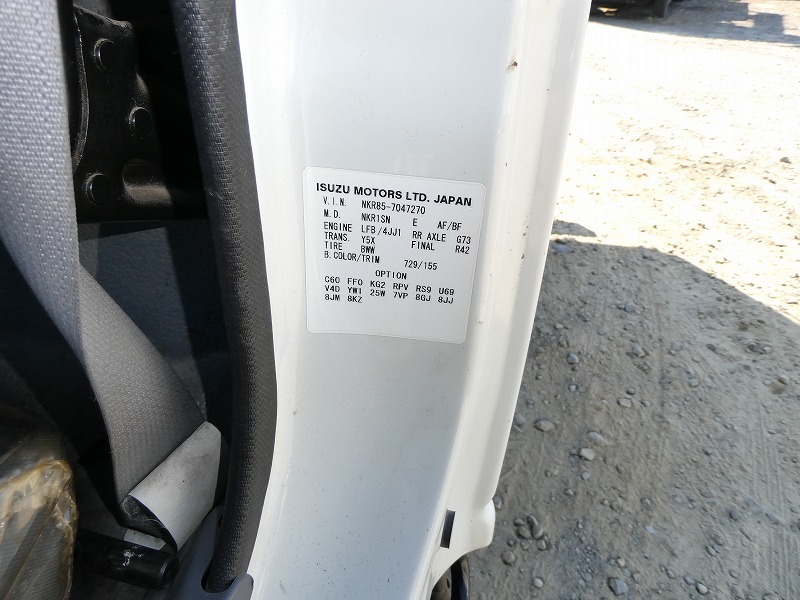 ISUZU MOTORS LTD. JAPAN
V.I.N. NKR85-7047270
M.D. NKR1SN E AF/BF
ENGINE LFB/4JJ1 RR AXLE G73
TRANS. Y5X FINAL R42
TIRE 8WW
B.COLOR/TRIM 729/155
OPTION
C60 FF0 KG2 RPV RS9 U69
V4D YW1 25W 7VP 8GJ 8JJ
8JM 8KZ